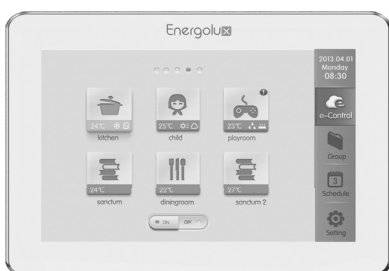 Energolux
2013.04.01
Monday
08:30
e-Control
24℃
25℃
23℃
kitchen
child
playroom
Group
24℃
22℃
27℃
sanctum
diningroom
sanctum 2
3
Schedule
ON
OFF
Setting